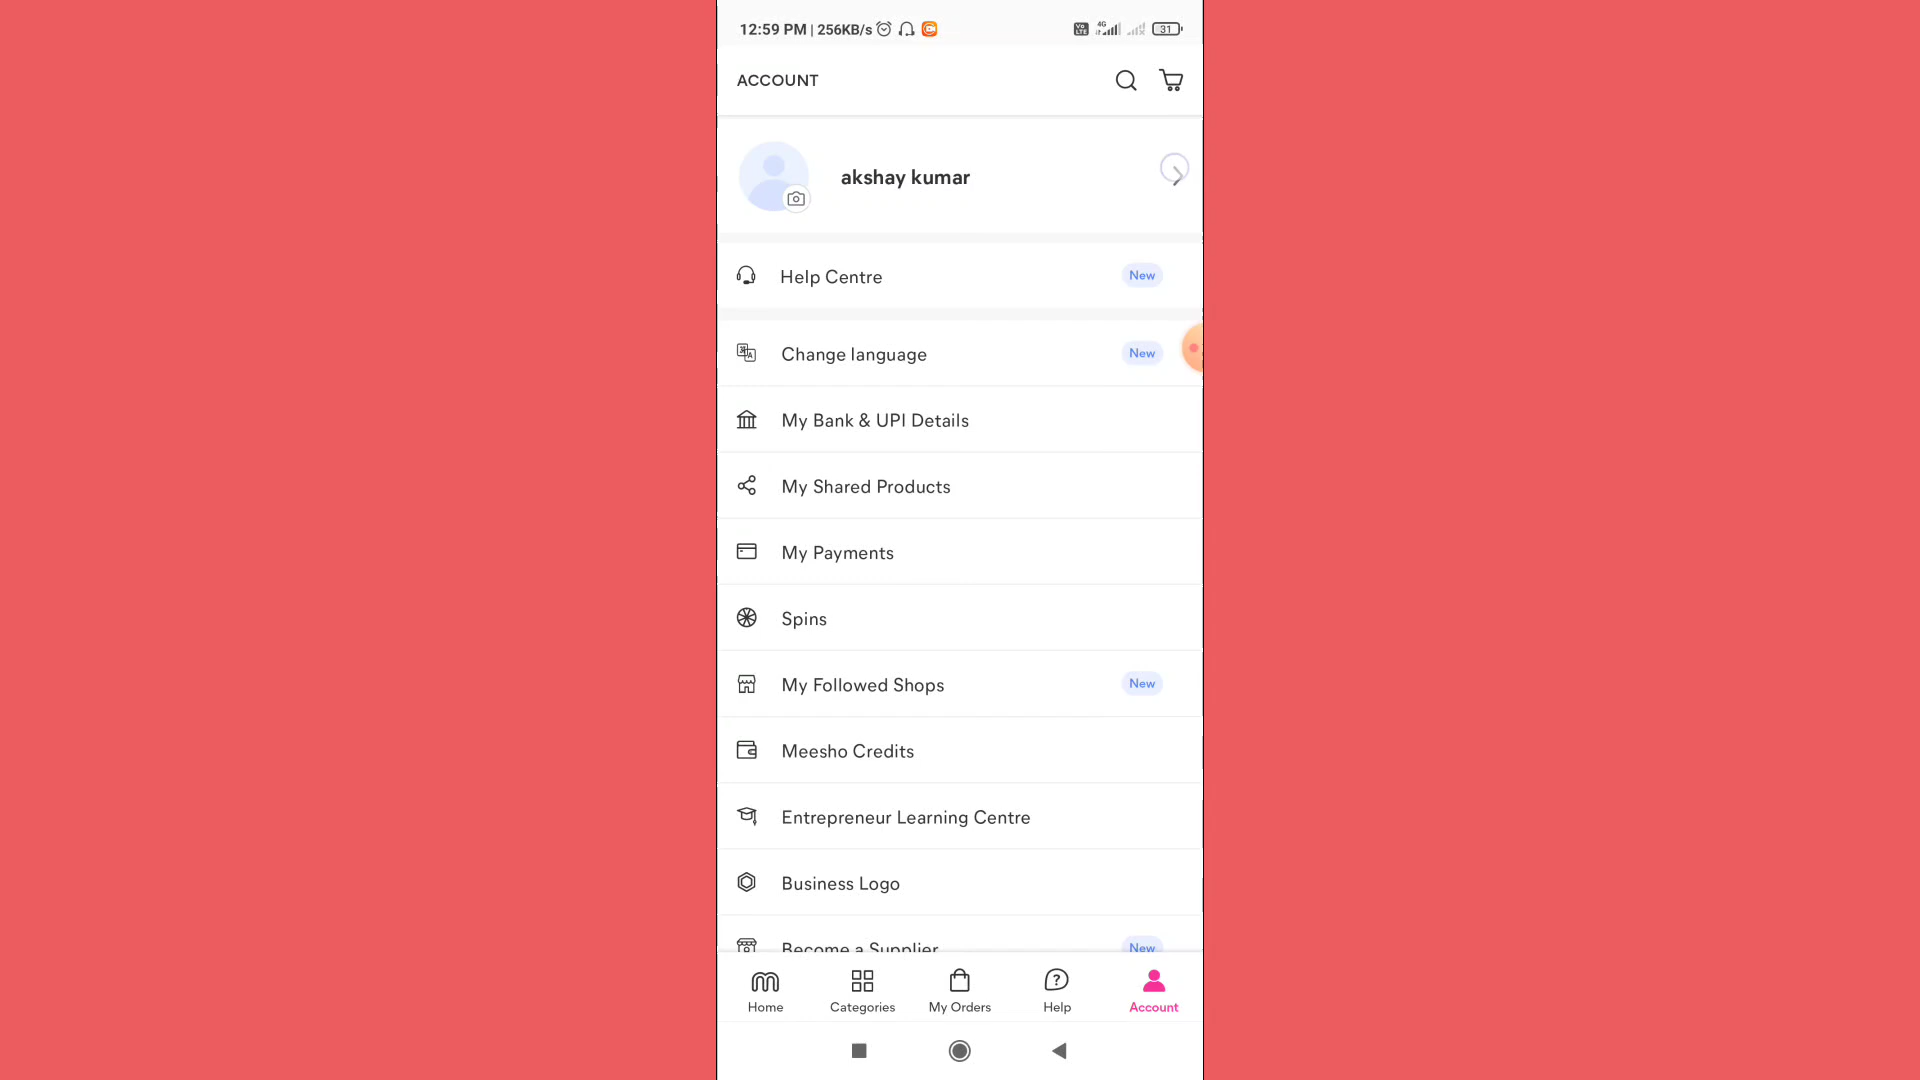 12:59 PM | 256KB/s 4G 31
ACCOUNT
akshay kumar
Help Centre New
Change language New
My Bank & UPI Details
My Shared Products
My Payments
Spins
My Followed Shops New
Meesho Credits
Entrepreneur Learning Centre
Business Logo
Become a Supplier New
Home Categories My Orders Help Account